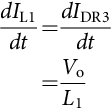 dI_L1/dt = dI_DR3/dt
= V_o/L_1